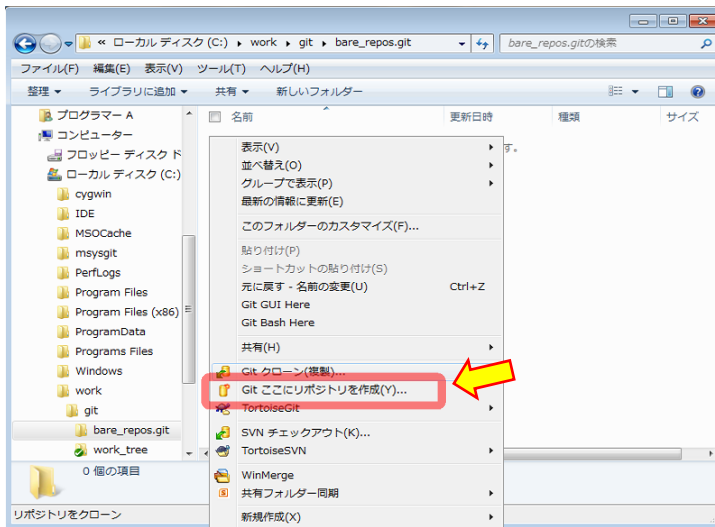 « ローカル ディスク (C:) ▸ work ▸ git ▸ bare_repos.git
bare_repos.gitの検索
ファイル(F) 編集(E) 表示(V) ツール(T) ヘルプ(H)
整理 ライブラリに追加 共有 新しいフォルダー
プログラマー A
コンピューター
フロッピー ディスク ド
ローカル ディスク (C:)
cygwin
IDE
MSOCache
msysgit
PerfLogs
Program Files
Program Files (x86)
ProgramData
Programs Files
Windows
work
git
bare_repos.git
work_tree
名前 更新日時 種類 サイズ
す。
表示(V)
並べ替え(O)
グループで表示(P)
最新の情報に更新(E)
このフォルダーのカスタマイズ(F)...
貼り付け(P)
ショートカットの貼り付け(S)
元に戻す - 名前の変更(U) Ctrl+Z
Git GUI Here
Git Bash Here
共有(H)
Git クローン(複製)...
Git ここにリポジトリを作成(Y)...
TortoiseGit
SVN チェックアウト(K)...
TortoiseSVN
WinMerge
共有フォルダー同期
新規作成(X)
0 個の項目
リポジトリをクローン